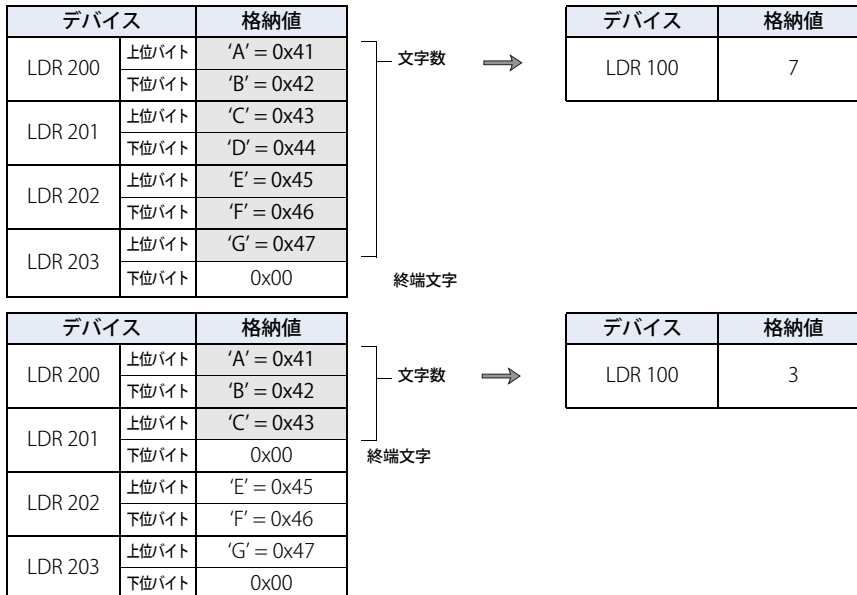 デバイス 格納値 デバイス 格納値
LDR 200 上位バイト ‘A’ = 0x41 文字数 LDR 100 7
下位バイト ‘B’ = 0x42
LDR 201 上位バイト ‘C’ = 0x43
下位バイト ‘D’ = 0x44
LDR 202 上位バイト ‘E’ = 0x45
下位バイト ‘F’ = 0x46
LDR 203 上位バイト ‘G’ = 0x47
下位バイト 0x00 終端文字
デバイス 格納値 デバイス 格納値
LDR 200 上位バイト ‘A’ = 0x41 文字数 LDR 100 3
下位バイト ‘B’ = 0x42
LDR 201 上位バイト ‘C’ = 0x43
下位バイト 0x00 終端文字
LDR 202 上位バイト ‘E’ = 0x45
下位バイト ‘F’ = 0x46
LDR 203 上位バイト ‘G’ = 0x47
下位バイト 0x00